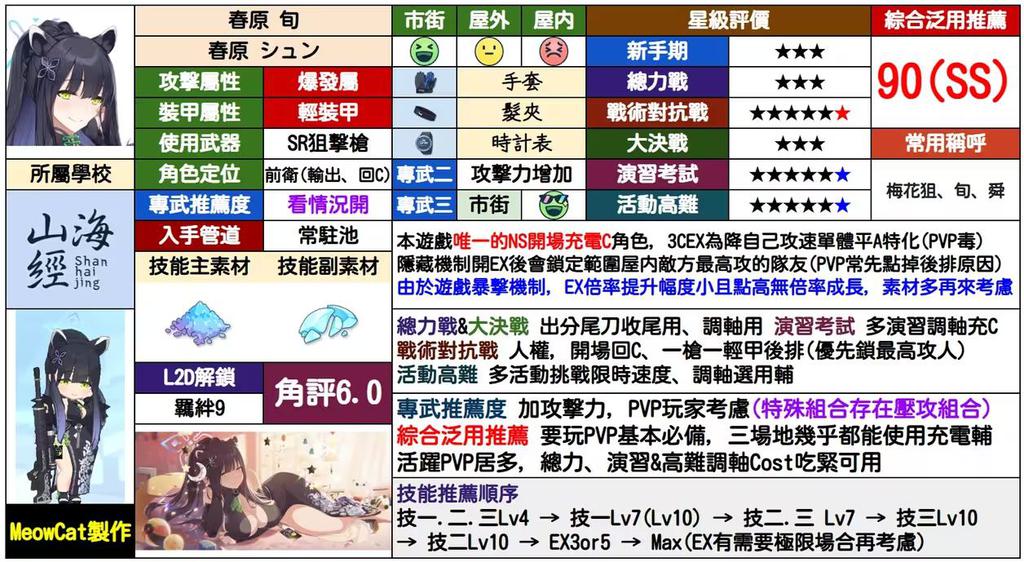 春原 旬
春原 シュン
攻擊屬性 爆發屬
裝甲屬性 輕裝甲
使用武器 SR狙擊槍
角色定位 前衛(輸出、回C)
專武推薦度 看情況開
入手管道 常駐池
技能主素材 技能副素材
所屬學校
山海經
Shan hai jing
L2D解鎖
羈絆9
角評6.0
MeowCat製作
市街 屋外 屋内
手套
髮夾
時計表
專武二 攻擊力增加
專武三 市街
星級評價
新手期 ★★★
總力戰 ★★★
戰術對抗戰 ★★★★★★
大決戰 ★★★
演習考試 ★★★★★★
活動高難 ★★★★★★
綜合泛用推薦
90(SS)
常用稱呼
梅花狙、旬、舜
本遊戲唯一的NS開場充電C角色，3CEX為降自己攻速單體平A特化(PVP毒)
隱藏機制開EX後會鎖定範圍屋内敵方最高攻的隊友(PVP常先點掉後排原因)
由於遊戲暴擊機制，EX倍率提升幅度小且點高無倍率成長，素材多再來考慮
總力戰&大決戰 出分尾刀收尾用、調軸用 演習考試 多演習調軸充C
戰術對抗戰 人權，開場回C、一槍一輕甲後排(優先鎖最高攻人)
活動高難 多活動挑戰限時速度、調軸選用輔
專武推薦度 加攻擊力，PVP玩家考慮(特殊組合存在壓攻組合)
綜合泛用推薦 要玩PVP基本必備，三場地幾乎都能使用充電輔
活躍PVP居多，總力、演習&高難調軸Cost吃緊可用
技能推薦順序
技一.二.三Lv4 → 技一Lv7(Lv10) → 技二.三 Lv7 → 技三Lv10
→ 技二Lv10 → EX3or5 → Max(EX有需要極限場合再考慮)